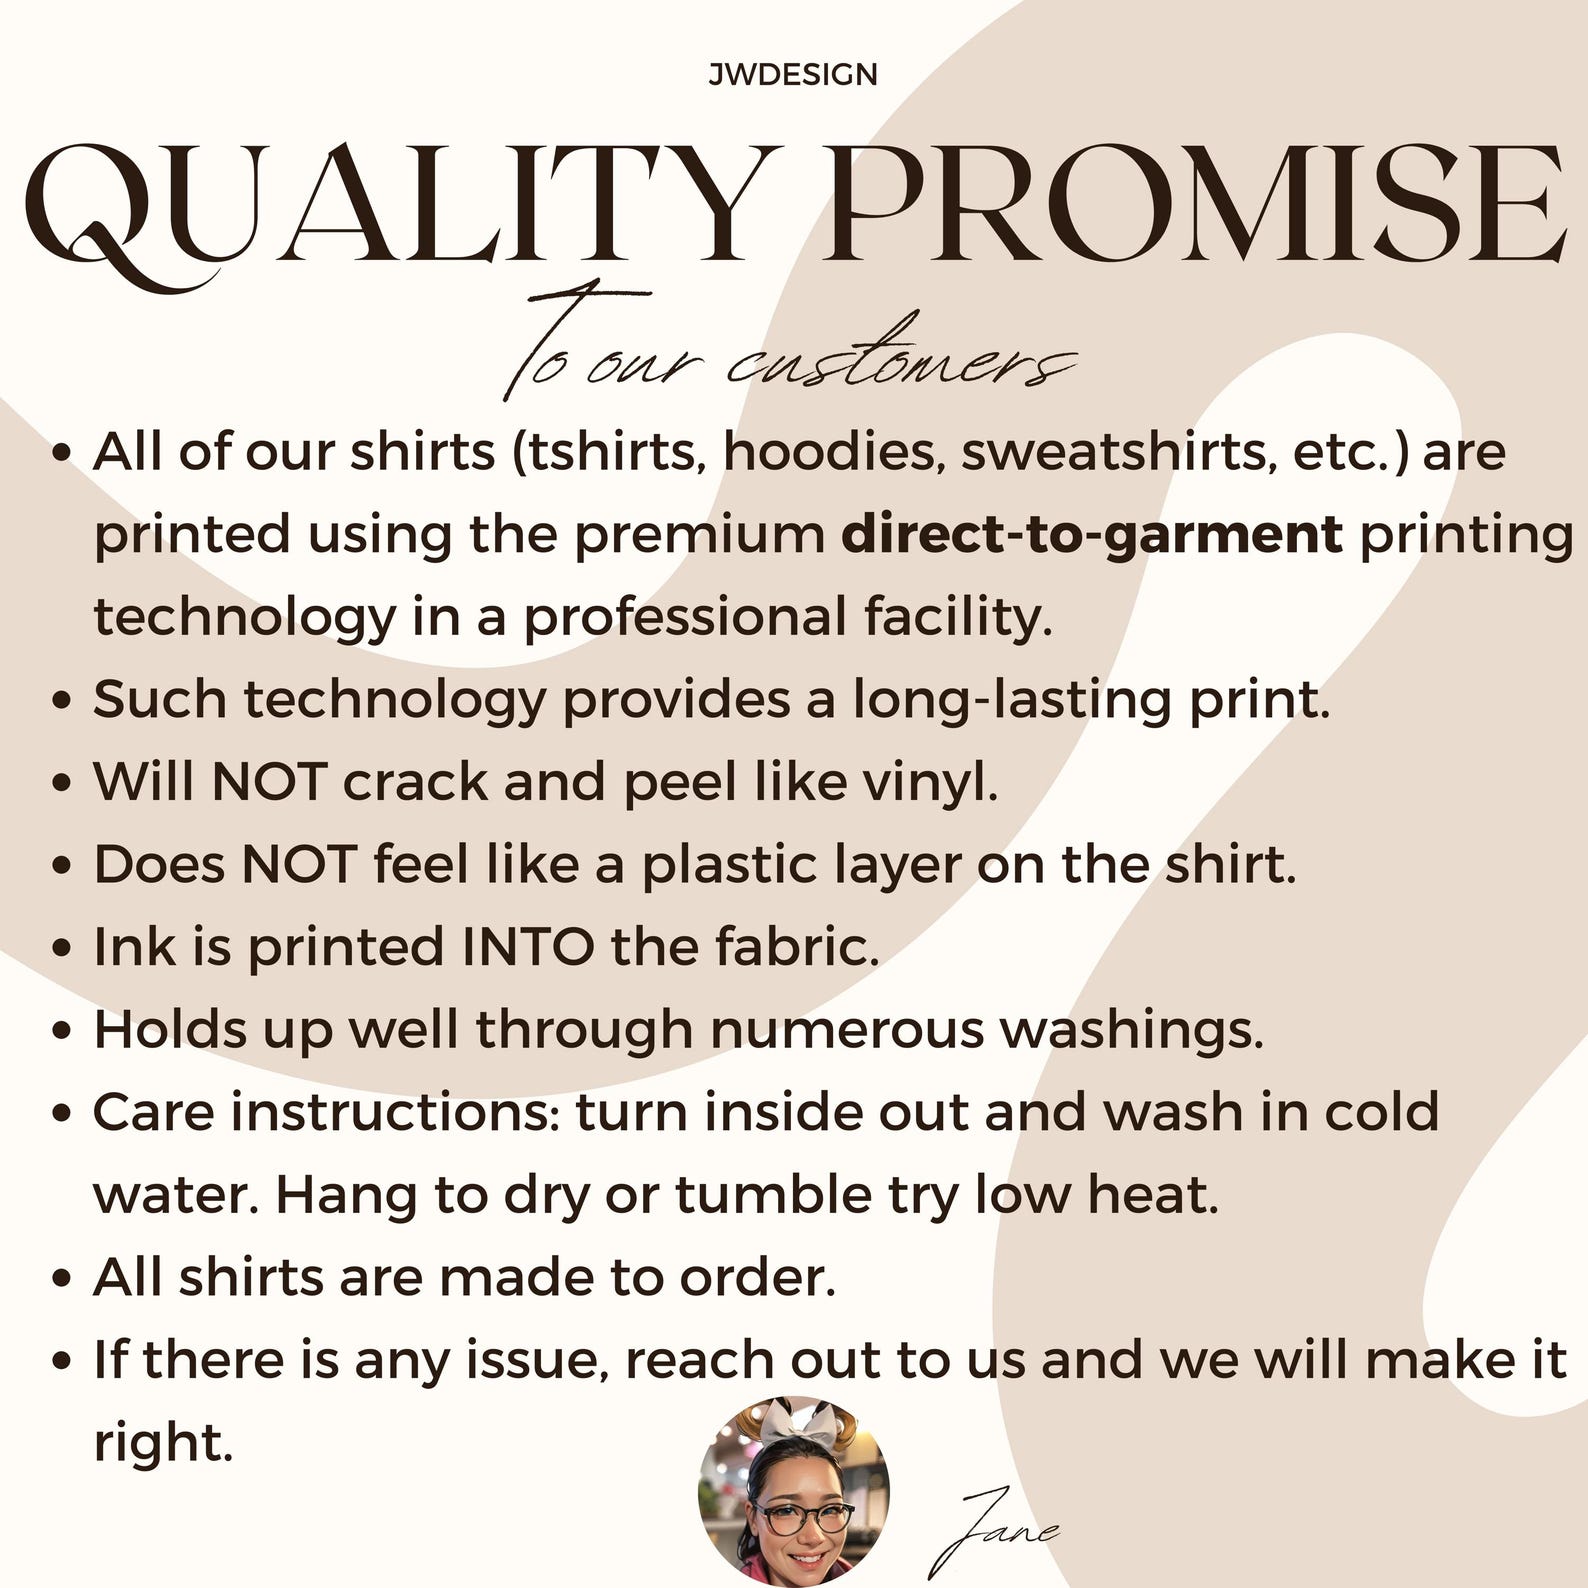 JWDESIGN
QUALITY PROMISE
To our customers
• All of our shirts (tshirts, hoodies, sweatshirts, etc.) are
printed using the premium direct-to-garment printing
technology in a professional facility.
• Such technology provides a long-lasting print.
• Will NOT crack and peel like vinyl.
• Does NOT feel like a plastic layer on the shirt.
• Ink is printed INTO the fabric.
• Holds up well through numerous washings.
• Care instructions: turn inside out and wash in cold
water. Hang to dry or tumble try low heat.
• All shirts are made to order.
• If there is any issue, reach out to us and we will make it
right.
Jane